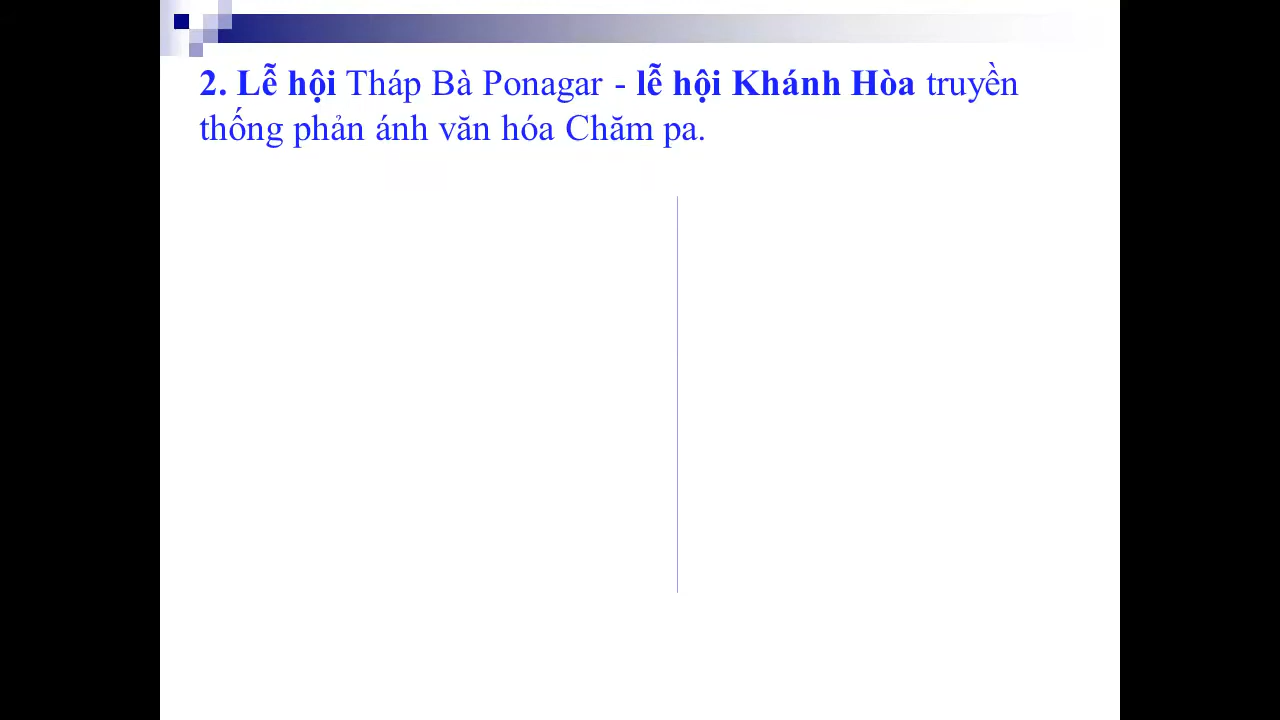 2. Lễ hội Tháp Bà Ponagar - lễ hội Khánh Hòa truyền
thống phản ánh văn hóa Chăm pa.